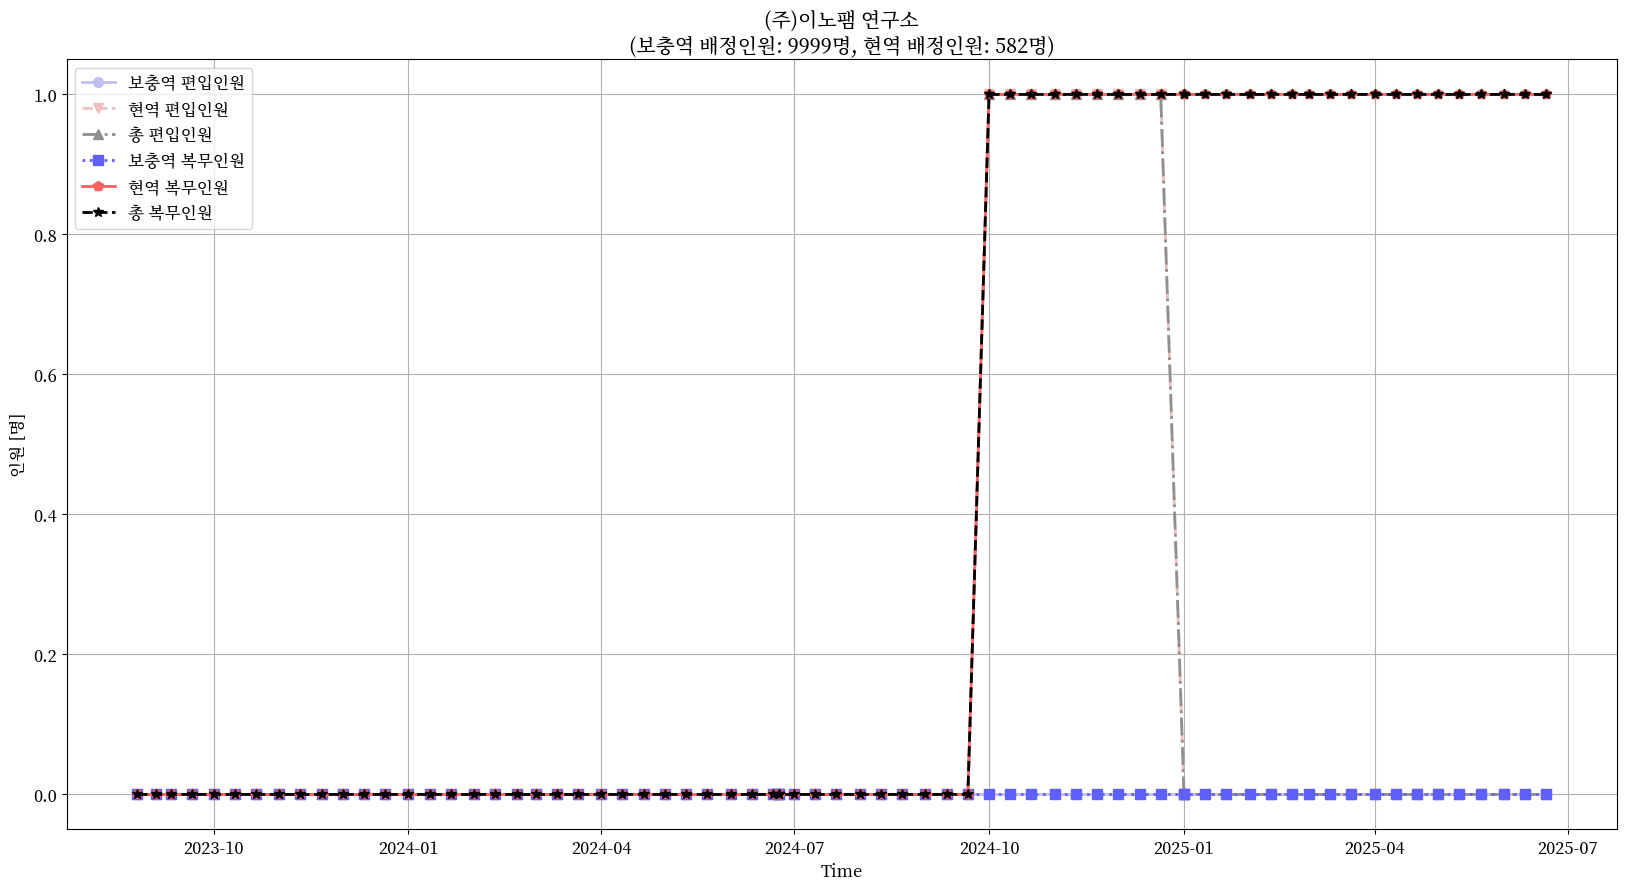 (주)이노팸 연구소
(보충역 배정인원: 9999명, 현역 배정인원: 582명)
보충역 편입인원
현역 편입인원
총 편입인원
보충역 복무인원
현역 복무인원
총 복무인원
1.0
0.8
0.6
0.4
0.2
0.0
인원 [명]
2023-10
2024-01
2024-04
2024-07
2024-10
2025-01
2025-04
2025-07
Time